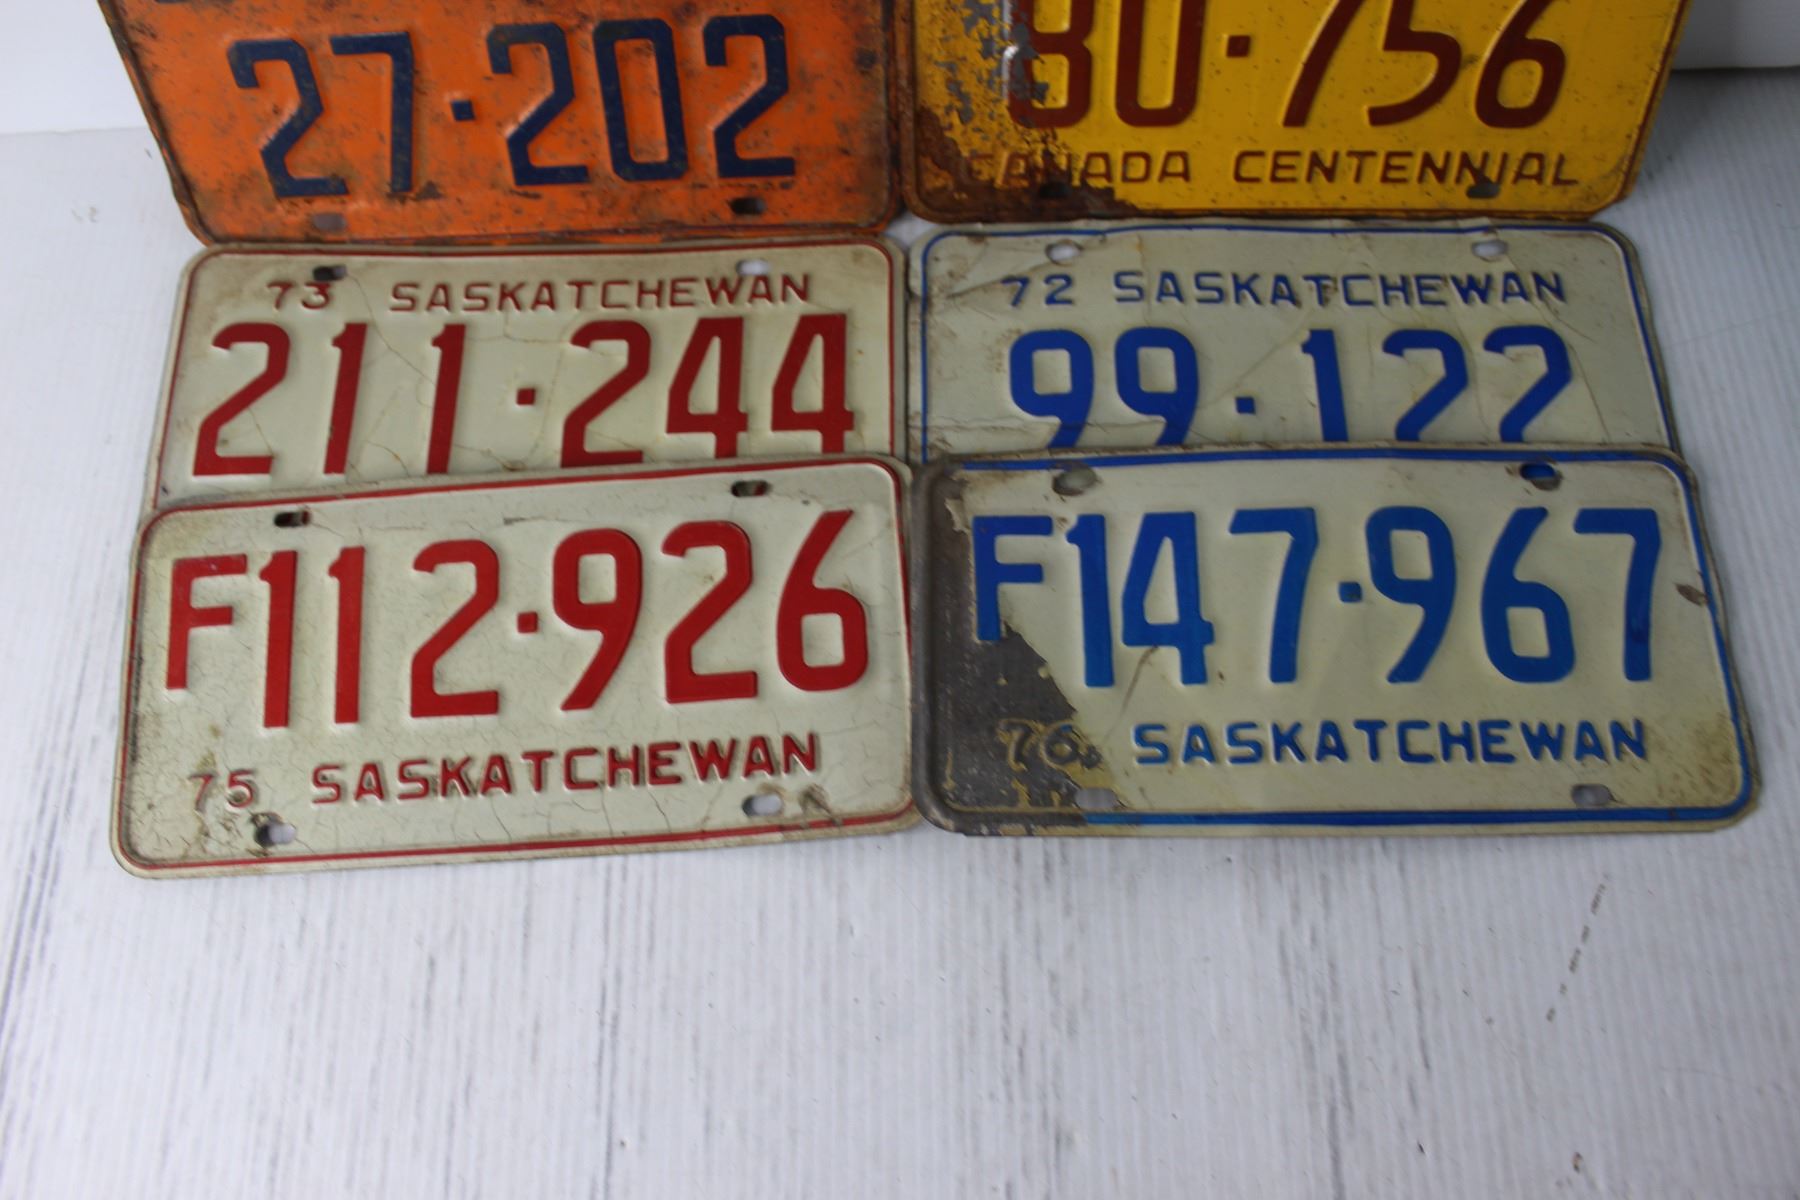 27·202
80·756
CANADA CENTENNIAL
73 SASKATCHEWAN
211·244
72 SASKATCHEWAN
99·122
F112·926
75 SASKATCHEWAN
F147·967
76 SASKATCHEWAN